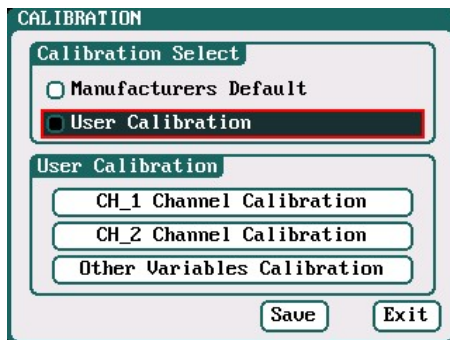 CALIBRATION
Calibration Select
Manufacturers Default
User Calibration
User Calibration
CH_1 Channel Calibration
CH_2 Channel Calibration
Other Variables Calibration
Save Exit